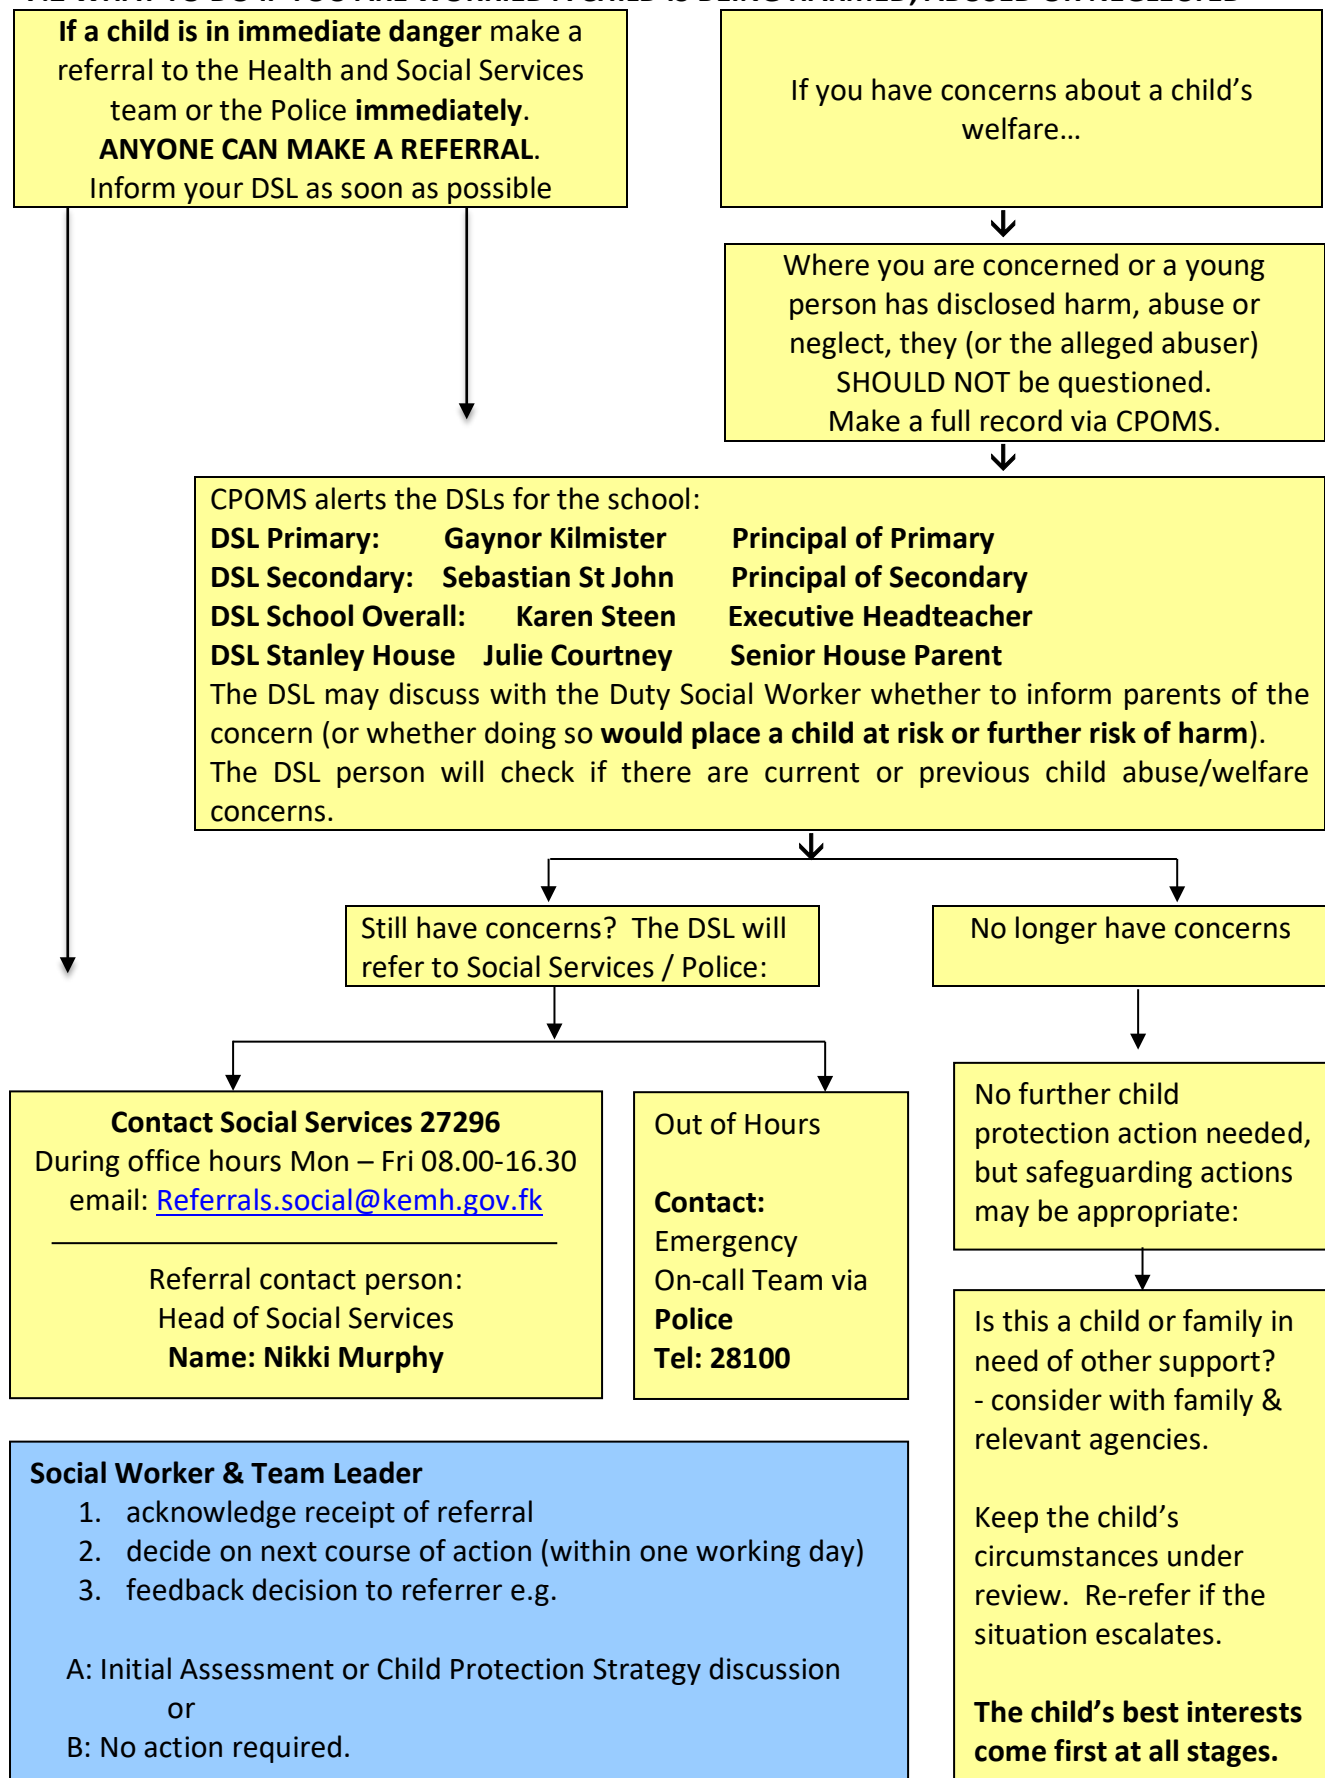 If a child is in immediate danger make a
referral to the Health and Social Services
team or the Police immediately.
ANYONE CAN MAKE A REFERRAL.
Inform your DSL as soon as possible
If you have concerns about a child’s
welfare…
Where you are concerned or a young
person has disclosed harm, abuse or
neglect, they (or the alleged abuser)
SHOULD NOT be questioned.
Make a full record via CPOMS.
CPOMS alerts the DSLs for the school:
DSL Primary: Gaynor Kilmister Principal of Primary
DSL Secondary: Sebastian St John Principal of Secondary
DSL School Overall: Karen Steen Executive Headteacher
DSL Stanley House Julie Courtney Senior House Parent
The DSL may discuss with the Duty Social Worker whether to inform parents of the
concern (or whether doing so would place a child at risk or further risk of harm).
The DSL person will check if there are current or previous child abuse/welfare
concerns.
Still have concerns? The DSL will
refer to Social Services / Police:
No longer have concerns
Contact Social Services 27296
During office hours Mon – Fri 08.00-16.30
email: Referrals.social@kemh.gov.fk
Referral contact person:
Head of Social Services
Name: Nikki Murphy
Out of Hours
Contact:
Emergency
On-call Team via
Police
Tel: 28100
No further child
protection action needed,
but safeguarding actions
may be appropriate:
Is this a child or family in
need of other support?
- consider with family &
relevant agencies.
Keep the child’s
circumstances under
review. Re-refer if the
situation escalates.
The child’s best interests
come first at all stages.
Social Worker & Team Leader
1. acknowledge receipt of referral
2. decide on next course of action (within one working day)
3. feedback decision to referrer e.g.
A: Initial Assessment or Child Protection Strategy discussion
or
B: No action required.